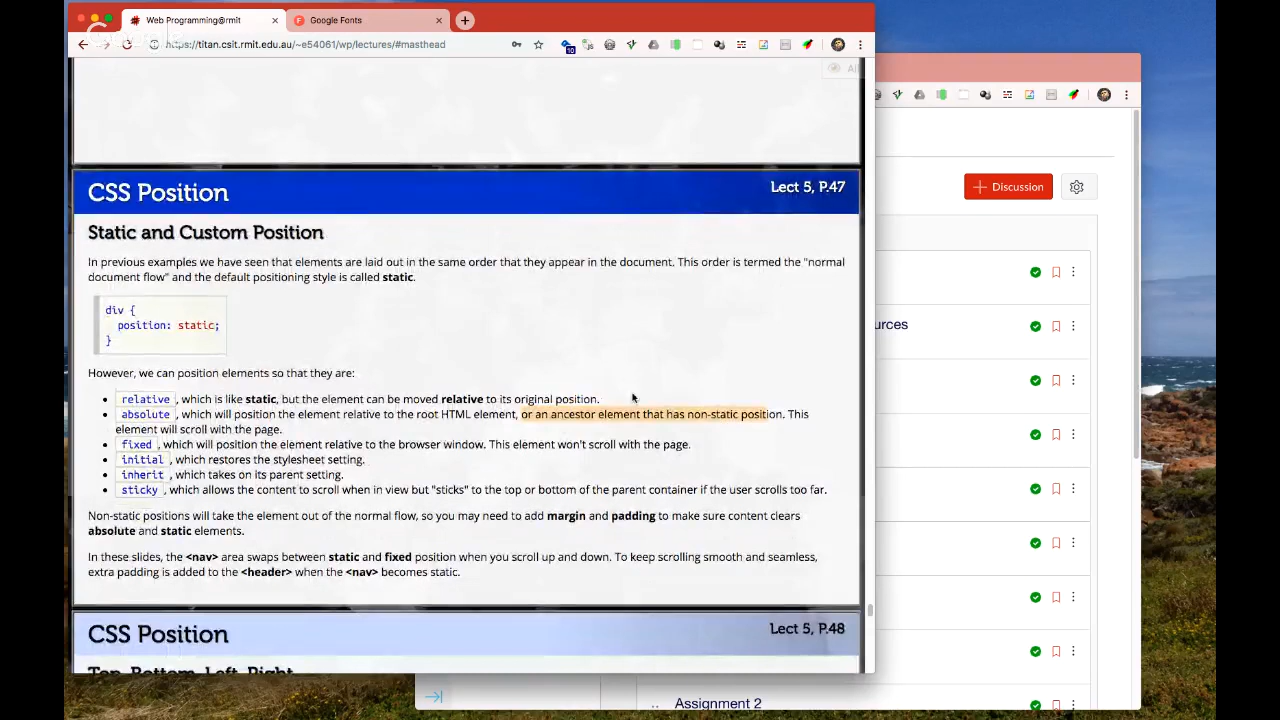 Web Programming@rmit
Google Fonts
https://titan.csit.rmit.edu.au/~e54061/wp/lectures/#masthead
10
All
CSS Position
Lect 5, P.47
Static and Custom Position
In previous examples we have seen that elements are laid out in the same order that they appear in the document. This order is termed the "normal
document flow" and the default positioning style is called static.
div {
position: static;
}
However, we can position elements so that they are:
• relative , which is like static, but the element can be moved relative to its original position.
• absolute , which will position the element relative to the root HTML element, or an ancestor element that has non-static position. This
element will scroll with the page.
• fixed , which will position the element relative to the browser window. This element won't scroll with the page.
• initial , which restores the stylesheet setting.
• inherit , which takes on its parent setting.
• sticky , which allows the content to scroll when in view but "sticks" to the top or bottom of the parent container if the user scrolls too far.
Non-static positions will take the element out of the normal flow, so you may need to add margin and padding to make sure content clears
absolute and static elements.
In these slides, the <nav> area swaps between static and fixed position when you scroll up and down. To keep scrolling smooth and seamless,
extra padding is added to the <header> when the <nav> becomes static.
CSS Position
Lect 5, P.48
Top, Bottom, Left, Right
+ Discussion
urces
Assignment 2